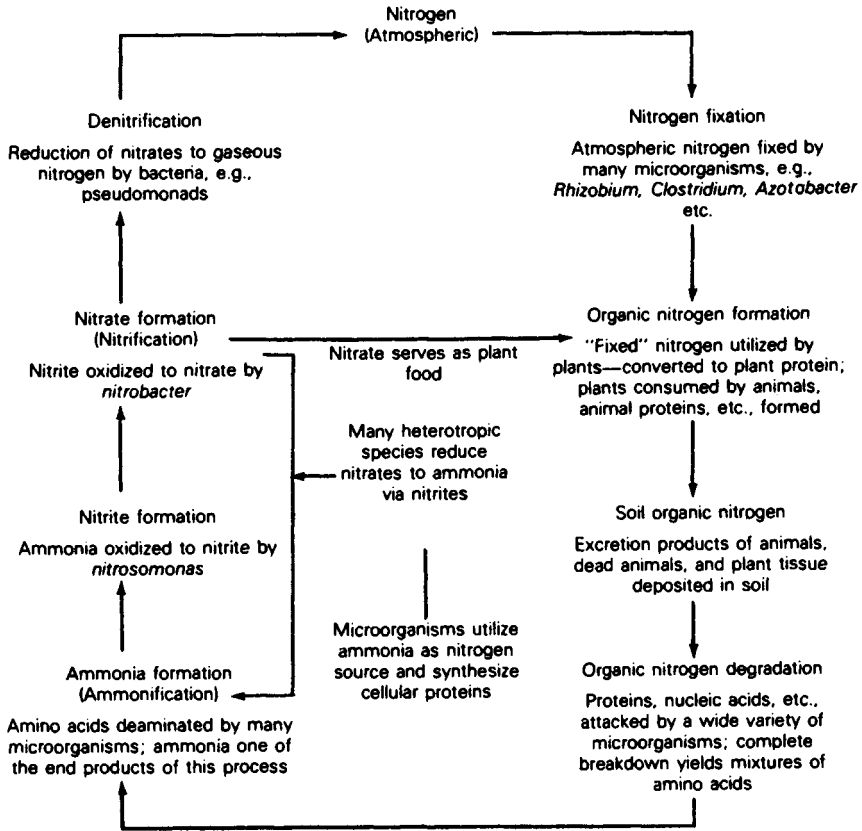 Nitrogen
(Atmospheric)
Denitrification
Reduction of nitrates to gaseous
nitrogen by bacteria, e.g.,
pseudomonads
Nitrogen fixation
Atmospheric nitrogen fixed by
many microorganisms, e.g.,
Rhizobium, Clostridium, Azotobacter
etc.
Nitrate formation
(Nitrification)
Nitrite oxidized to nitrate by
nitrobacter
Nitrate serves as plant
food
Organic nitrogen formation
"Fixed" nitrogen utilized by
plants—converted to plant protein;
plants consumed by animals,
animal proteins, etc., formed
Many heterotropic
species reduce
nitrates to ammonia
via nitrites
Nitrite formation
Ammonia oxidized to nitrite by
nitrosomonas
Soil organic nitrogen
Excretion products of animals,
dead animals, and plant tissue
deposited in soil
Microorganisms utilize
ammonia as nitrogen
source and synthesize
cellular proteins
Ammonia formation
(Ammonification)
Amino acids deaminated by many
microorganisms; ammonia one of
the end products of this process
Organic nitrogen degradation
Proteins, nucleic acids, etc.,
attacked by a wide variety of
microorganisms; complete
breakdown yields mixtures of
amino acids